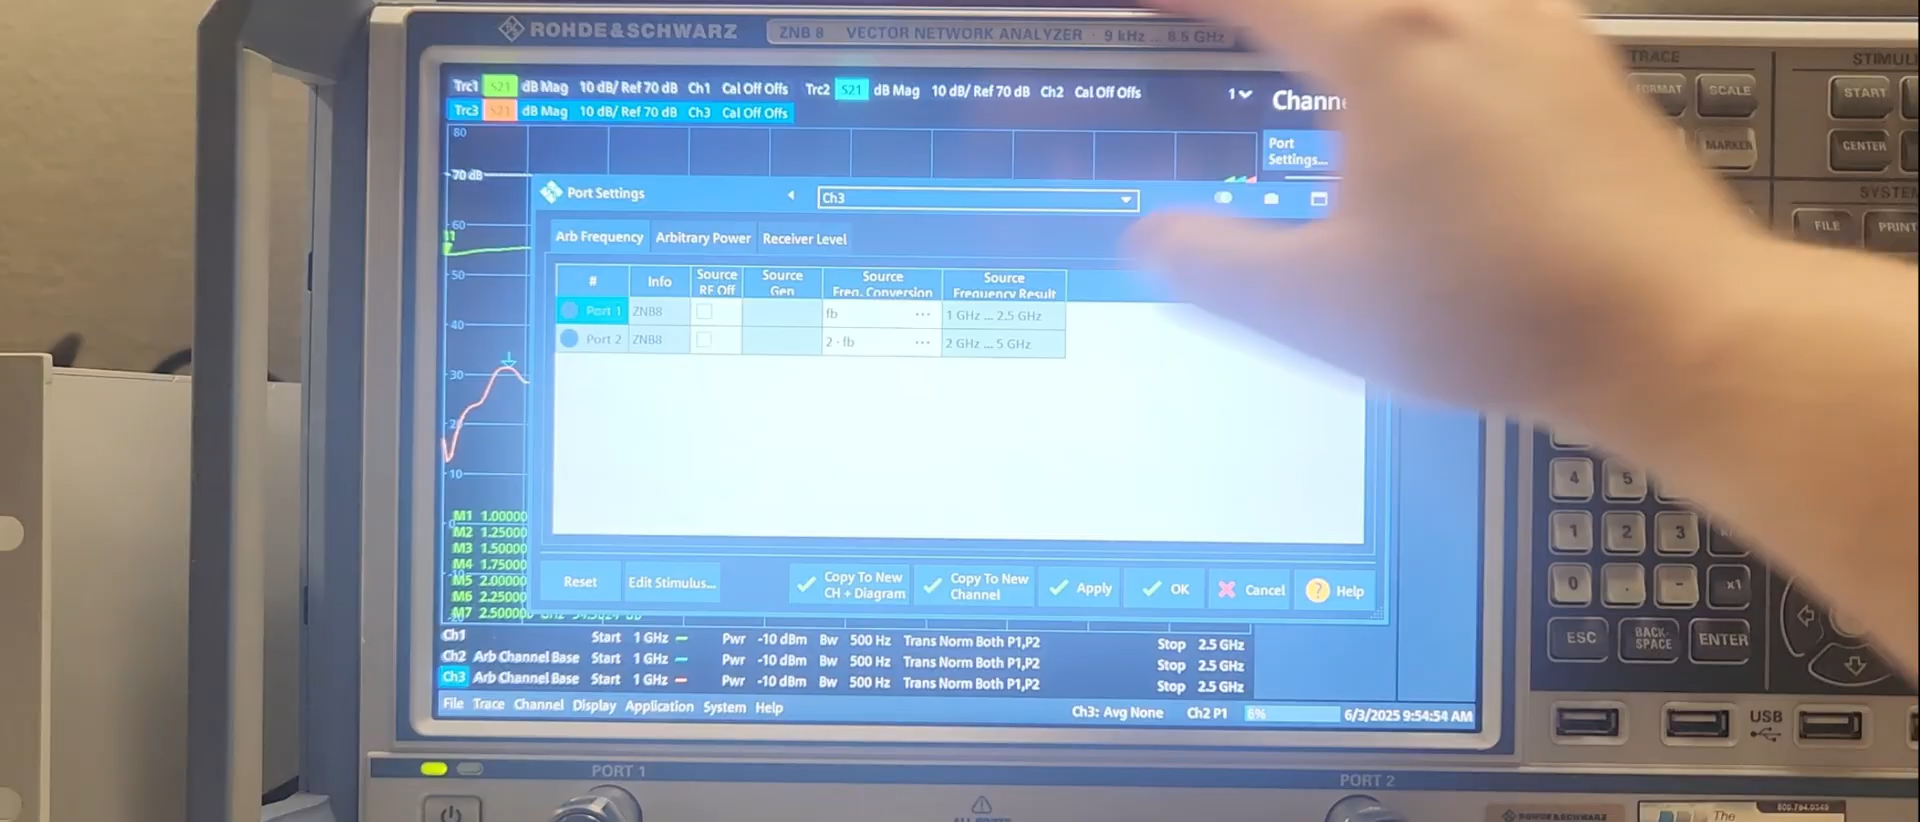 ROHDE & SCHWARZ
ZNB 8 VECTOR NETWORK ANALYZER · 9 kHz ... 8.5 GHz
Trc1 S21 dB Mag 10 dB/ Ref 70 dB Ch1 Cal Off Offs Trc2 S21 dB Mag 10 dB/ Ref 70 dB Ch2 Cal Off Offs
1
Trc3 S21 dB Mag 10 dB/ Ref 70 dB Ch3 Cal Off Offs
Chann
Port
Settings...
80
70 dB
60
50
40
30
20
10
0
Port Settings
Ch3
Arb Frequency Arbitrary Power Receiver Level
# Info Source RF Off Source Gen Source Freq. Conversion Source Frequency Result
Port 1 ZNB8 fb ... 1 GHz ... 2.5 GHz
Port 2 ZNB8 2 · fb ... 2 GHz ... 5 GHz
Reset Edit Stimulus... Copy To New CH + Diagram Copy To New Channel Apply OK Cancel Help
M1 1.00000
M2 1.25000
M3 1.50000
M4 1.75000
M5 2.00000
M6 2.25000
M7 2.50000
Ch1 Start 1 GHz Pwr -10 dBm Bw 500 Hz Trans Norm Both P1,P2 Stop 2.5 GHz
Ch2 Arb Channel Base Start 1 GHz Pwr -10 dBm Bw 500 Hz Trans Norm Both P1,P2 Stop 2.5 GHz
Ch3 Arb Channel Base Start 1 GHz Pwr -10 dBm Bw 500 Hz Trans Norm Both P1,P2 Stop 2.5 GHz
File Trace Channel Display Application System Help
Ch3: Avg None Ch2 P1 6% 6/3/2025 9:54:54 AM
TRACE
FORMAT SCALE
MARKER
STIMUL
START
CENTER
SYSTEM
FILE PRINT
4 5
1 2 3
0 . - x1
ESC BACK SPACE ENTER
USB
PORT 1
PORT 2
ROHDE & SCHWARZ
The
800.784.0349